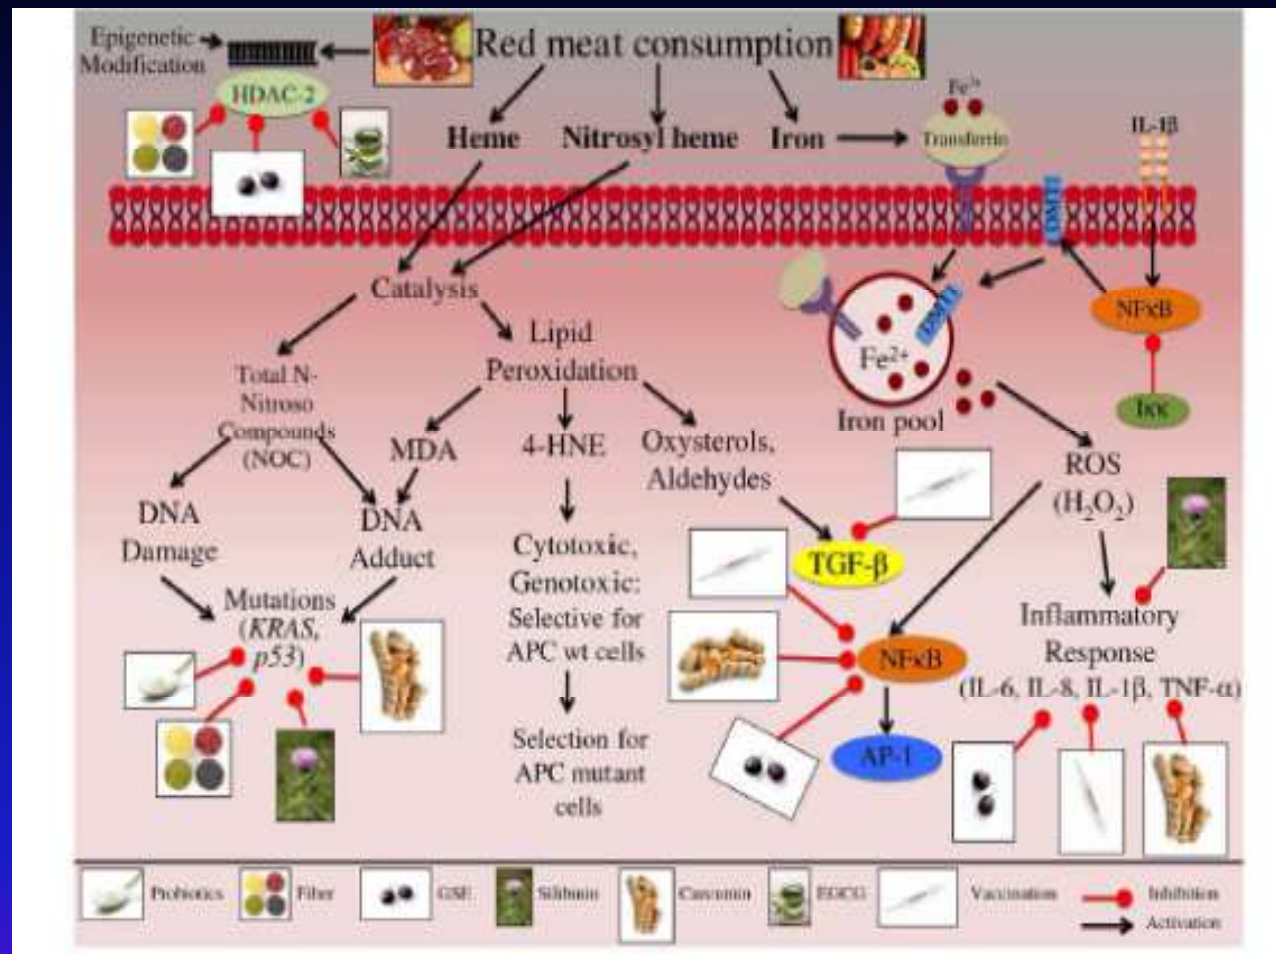 Epigenetic
Modification
Red meat consumption
HDAC-2
Fe³⁺
Heme
Nitrosyl heme
Iron
Transferrin
IL-1β
DMT1
Catalysis
NFκB
DMT1
Lipid
Peroxidation
Fe²⁺
Total N-
Nitroso
Compounds
(NOC)
Iκκ
Iron pool
MDA
4-HNE
Oxysterols,
Aldehydes
ROS
(H₂O₂)
DNA
Damage
DNA
Adduct
Cytotoxic,
Genotoxic:
Selective for
APC wt cells
TGF-β
Mutations
(KRAS,
p53)
Inflammatory
Response
(IL-6, IL-8, IL-1β, TNF-α)
NFκB
Selection for
APC mutant
cells
AP-1
Probiotics
Fiber
GSE
Silibinin
Curcumin
EGCG
Vaccination
Inhibition
Activation